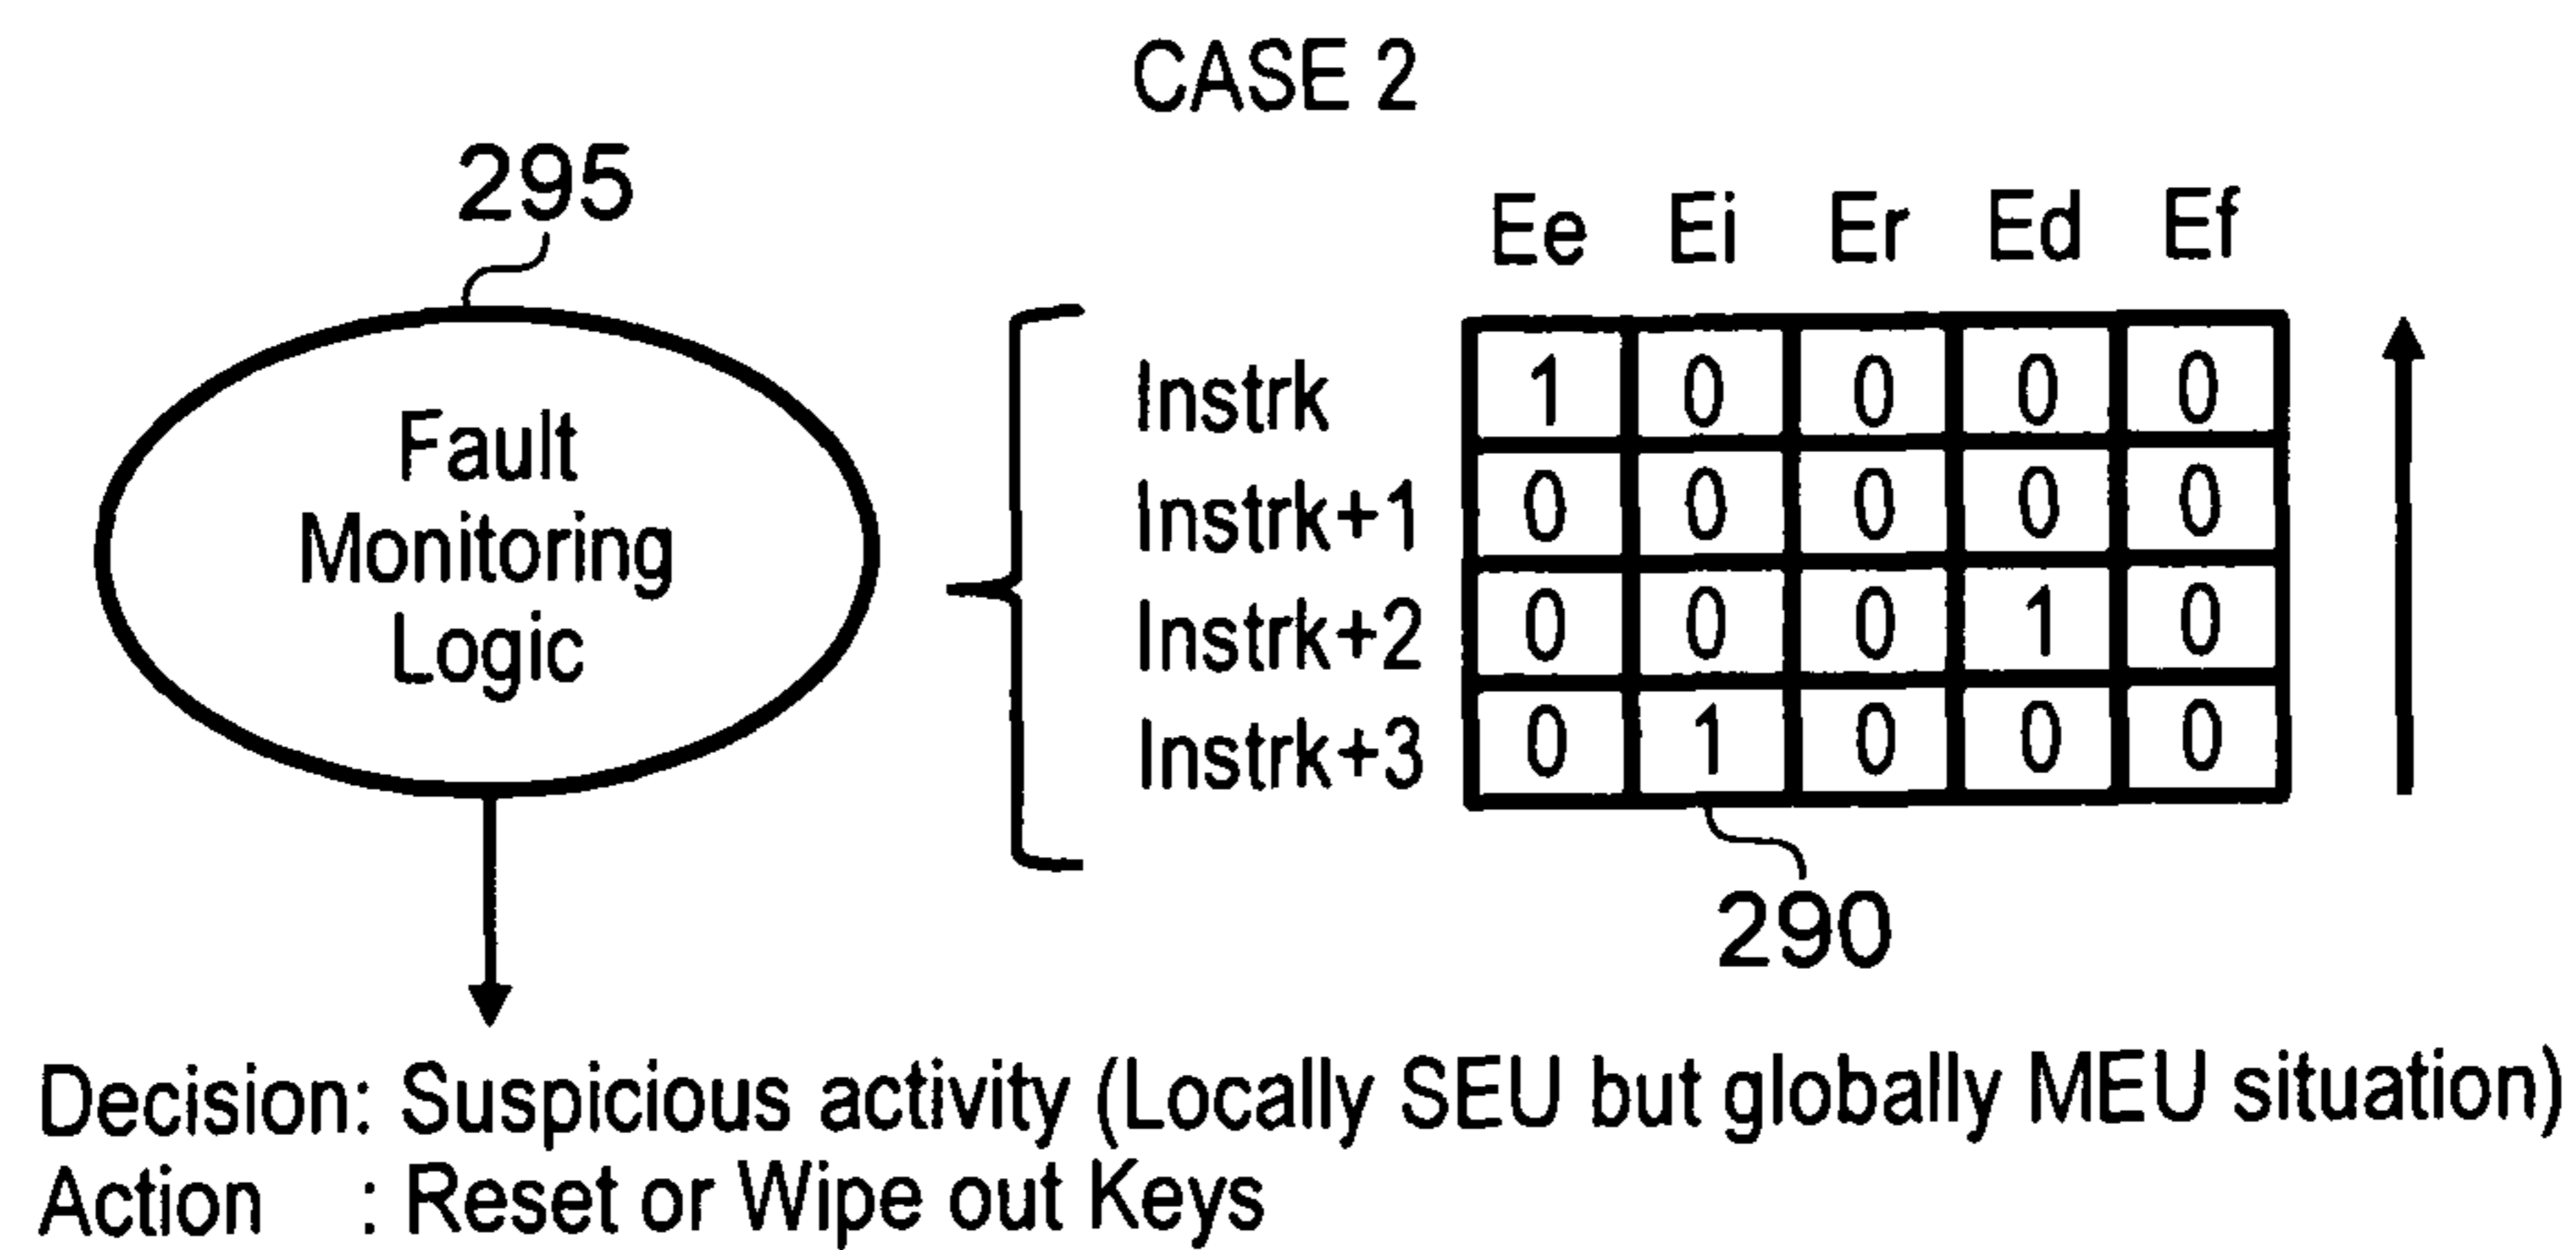 CASE 2
295
Fault
Monitoring
Logic
Ee Ei Er Ed Ef
Instrk 1 0 0 0 0
Instrk+1 0 0 0 0 0
Instrk+2 0 0 0 1 0
Instrk+3 0 1 0 0 0
290
Decision: Suspicious activity (Locally SEU but globally MEU situation)
Action : Reset or Wipe out Keys